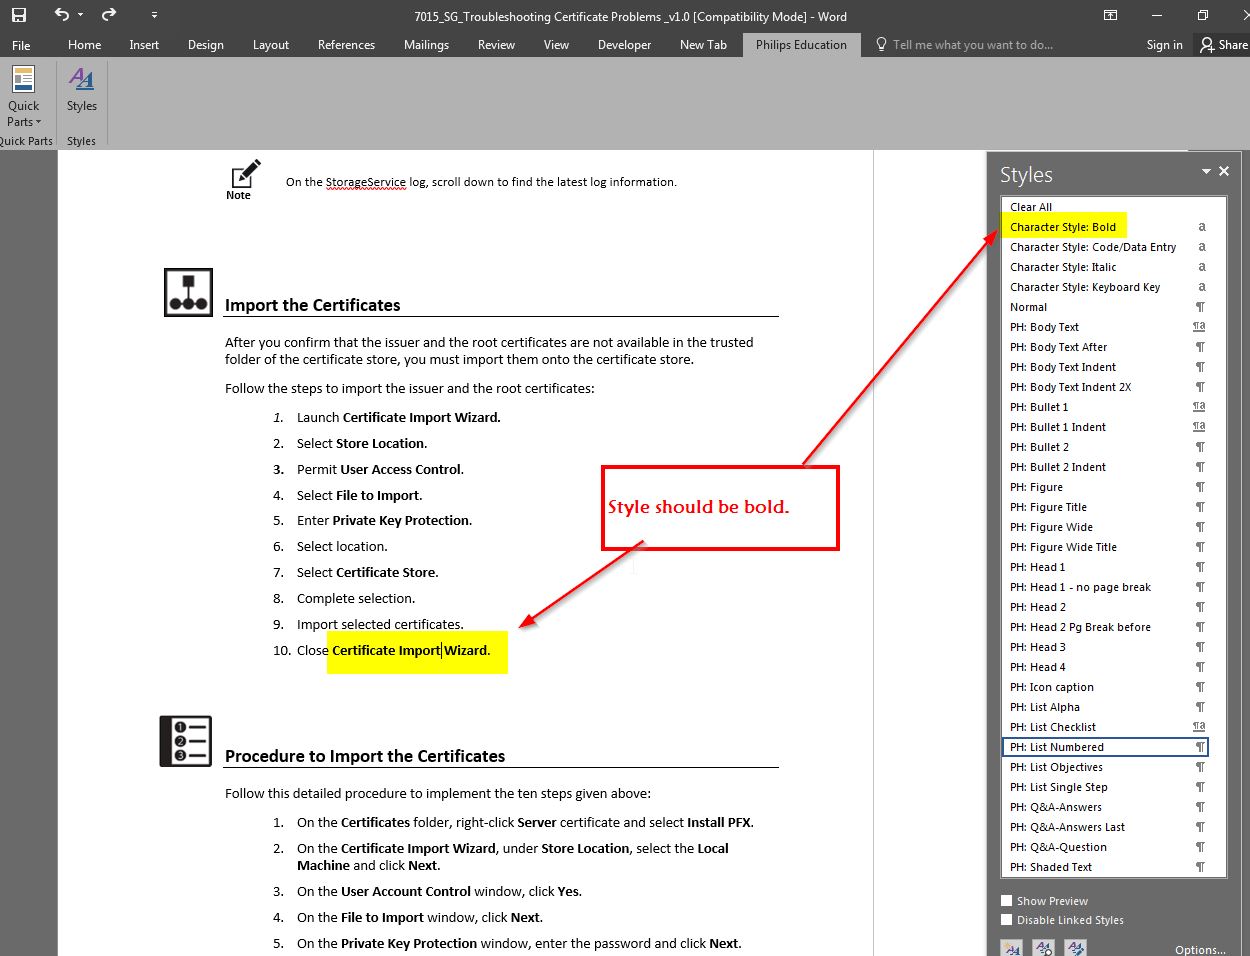 7015_SG_Troubleshooting Certificate Problems _v1.0 [Compatibility Mode] - Word
File Home Insert Design Layout References Mailings Review View Developer New Tab Philips Education Tell me what you want to do... Sign in Share
Quick Parts
Styles
Quick Parts Styles
Note
On the StorageService log, scroll down to find the latest log information.
Import the Certificates
After you confirm that the issuer and the root certificates are not available in the trusted
folder of the certificate store, you must import them onto the certificate store.
Follow the steps to import the issuer and the root certificates:
1. Launch Certificate Import Wizard.
2. Select Store Location.
3. Permit User Access Control.
4. Select File to Import.
5. Enter Private Key Protection.
6. Select location.
7. Select Certificate Store.
8. Complete selection.
9. Import selected certificates.
10. Close Certificate Import Wizard.
Style should be bold.
1
2
3
Procedure to Import the Certificates
Follow this detailed procedure to implement the ten steps given above:
1. On the Certificates folder, right-click Server certificate and select Install PFX.
2. On the Certificate Import Wizard, under Store Location, select the Local
Machine and click Next.
3. On the User Account Control window, click Yes.
4. On the File to Import window, click Next.
5. On the Private Key Protection window, enter the password and click Next.
Styles
Clear All
Character Style: Bold a
Character Style: Code/Data Entry a
Character Style: Italic a
Character Style: Keyboard Key a
Normal ¶
PH: Body Text ¶a
PH: Body Text After ¶
PH: Body Text Indent ¶
PH: Body Text Indent 2X ¶
PH: Bullet 1 ¶a
PH: Bullet 1 Indent ¶a
PH: Bullet 2 ¶
PH: Bullet 2 Indent ¶
PH: Figure ¶
PH: Figure Title ¶
PH: Figure Wide ¶
PH: Figure Wide Title ¶
PH: Head 1 ¶
PH: Head 1 - no page break ¶
PH: Head 2 ¶
PH: Head 2 Pg Break before ¶
PH: Head 3 ¶
PH: Head 4 ¶
PH: Icon caption ¶
PH: List Alpha ¶
PH: List Checklist ¶a
PH: List Numbered ¶
PH: List Objectives ¶
PH: List Single Step ¶
PH: Q&A-Answers ¶
PH: Q&A-Answers Last ¶
PH: Q&A-Question ¶
PH: Shaded Text ¶
Show Preview
Disable Linked Styles
Options...